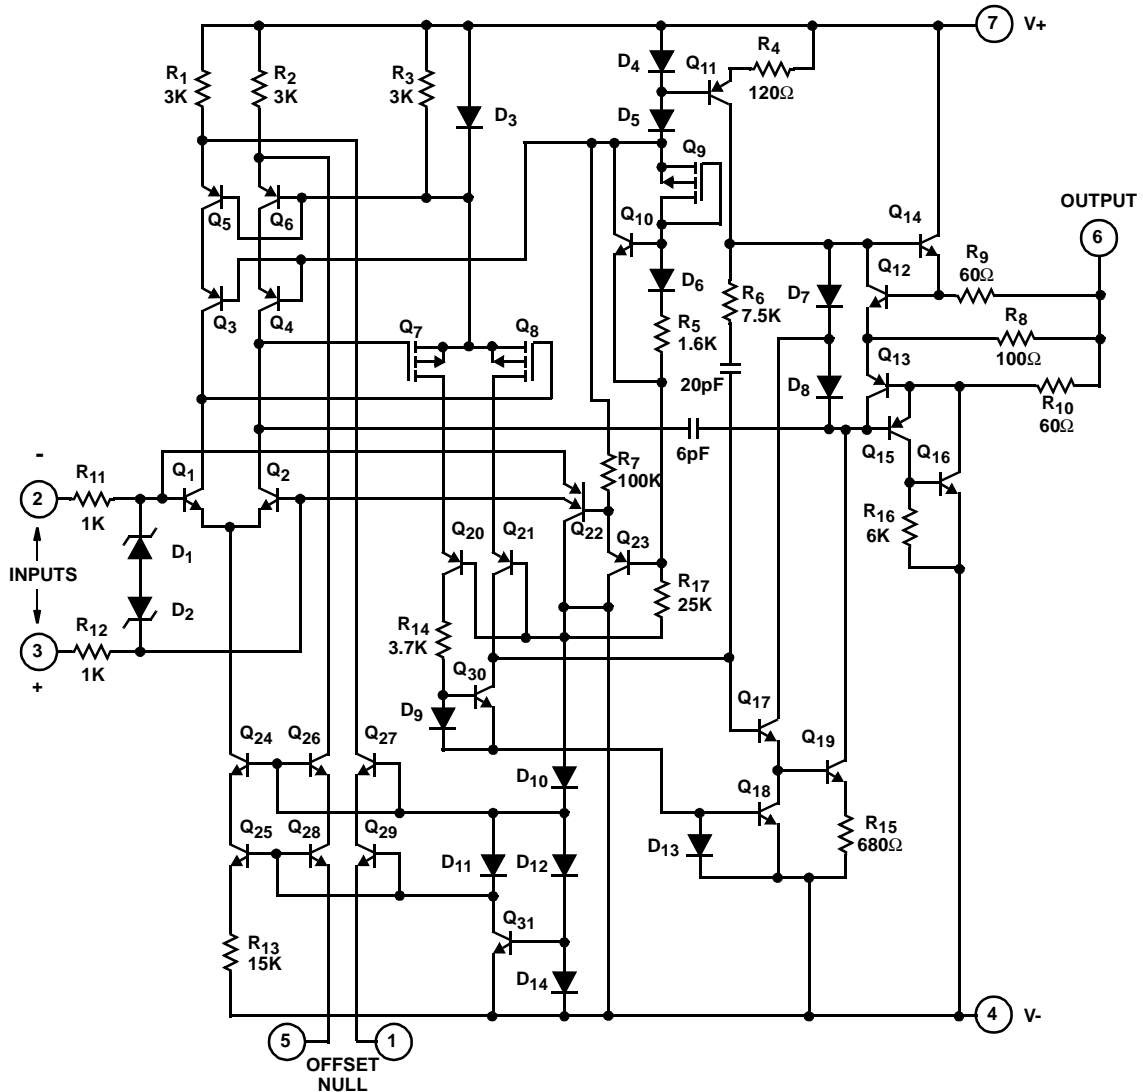 7 V+
R4
D4 Q11
R1
3K
R2
3K
R3
3K
120Ω
D3
D5
Q9
OUTPUT
6
Q5 Q6
Q10
Q14
R9
60Ω
Q12
D6
D7
R6
7.5K
Q3 Q4
R5
1.6K
R8
100Ω
Q7 Q8
Q13
20pF
D8
R10
60Ω
6pF
Q15 Q16
-
R11
Q1 Q2
R7
100K
2
1K
Q22
R16
6K
Q20 Q21
Q23
D1
INPUTS
R17
25K
D2
R12
R14
3.7K
3
1K
+
Q30
Q17
D9
Q24 Q26 Q27
Q19
D10
Q18
Q25 Q28 Q29
R15
680Ω
D11 D12
D13
Q31
R13
15K
D14
4 V-
5 1
OFFSET
NULL